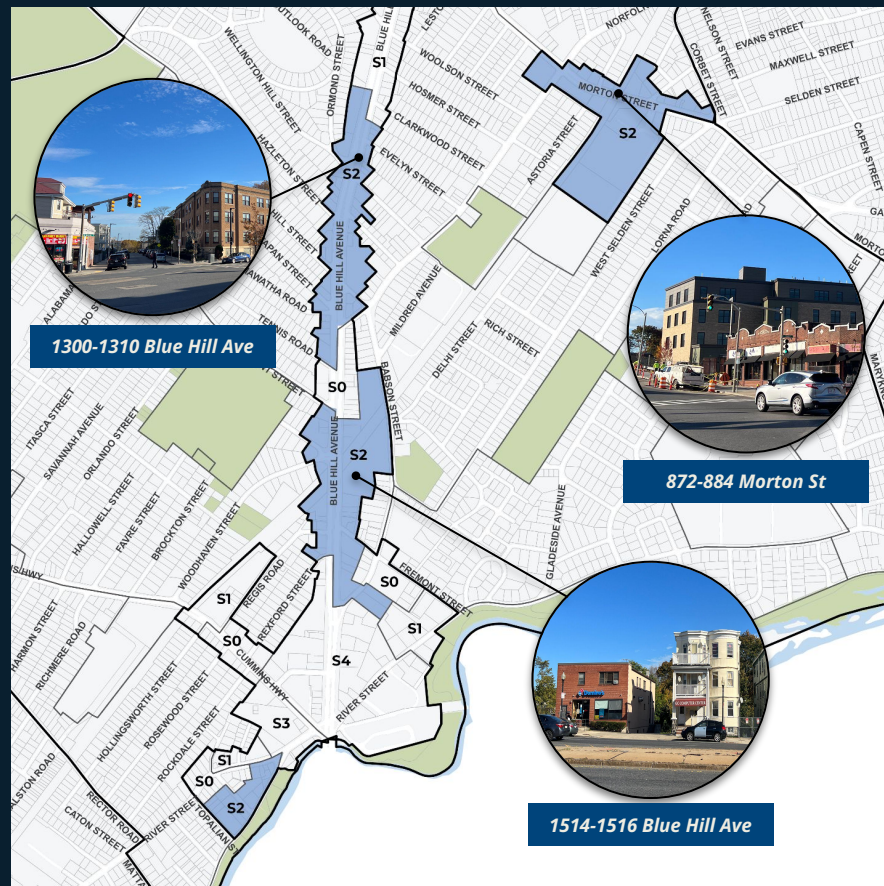 OUTLOOK ROAD
WELLINGTON HILL STREET
ORMOND STREET
BLUE HILL
S1
WOOLSON STREET
HOSMER STREET
CLARKWOOD STREET
EVELYN STREET
HAZLETON STREET
S2
BLUE HILL AVENUE
HILL STREET
TENNIS ROAD
MILDRED AVENUE
ASTORIA STREET
MORTON STREET
S2
NELSON STREET
CORBET STREET
EVANS STREET
MAXWELL STREET
SELDEN STREET
CAPEN STREET
WEST SELDEN STREET
LORNA ROAD
1300-1310 Blue Hill Ave
872-884 Morton St
S0
BABSON STREET
DELHI STREET
RICH STREET
S2
BLUE HILL AVENUE
ITASCA STREET
SAVANNAH AVENUE
ORLANDO STREET
HALLOWELL STREET
FAVRE STREET
BROCKTON STREET
WOODHAVEN STREET
GLADESIDE AVENUE
S1
REGIS ROAD
REXFORD STREET
S0
FREMONT STREET
S1
S0
CUMMINS HWY
S4
RIVER STREET
HARMON STREET
RICHMERE ROAD
HOLLINGSWORTH STREET
ROSEWOOD STREET
ROCKDALE STREET
S3
S1
S0
S2
RECTOR ROAD
CATON STREET
RIVER STREET
1514-1516 Blue Hill Ave